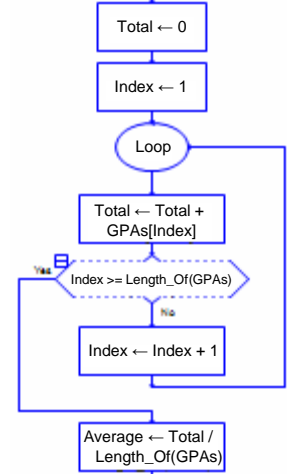 Total ← 0
Index ← 1
Loop
Total ← Total +
GPAs[Index]
Yes
Index >= Length_Of(GPAs)
No
Index ← Index + 1
Average ← Total /
Length_Of(GPAs)